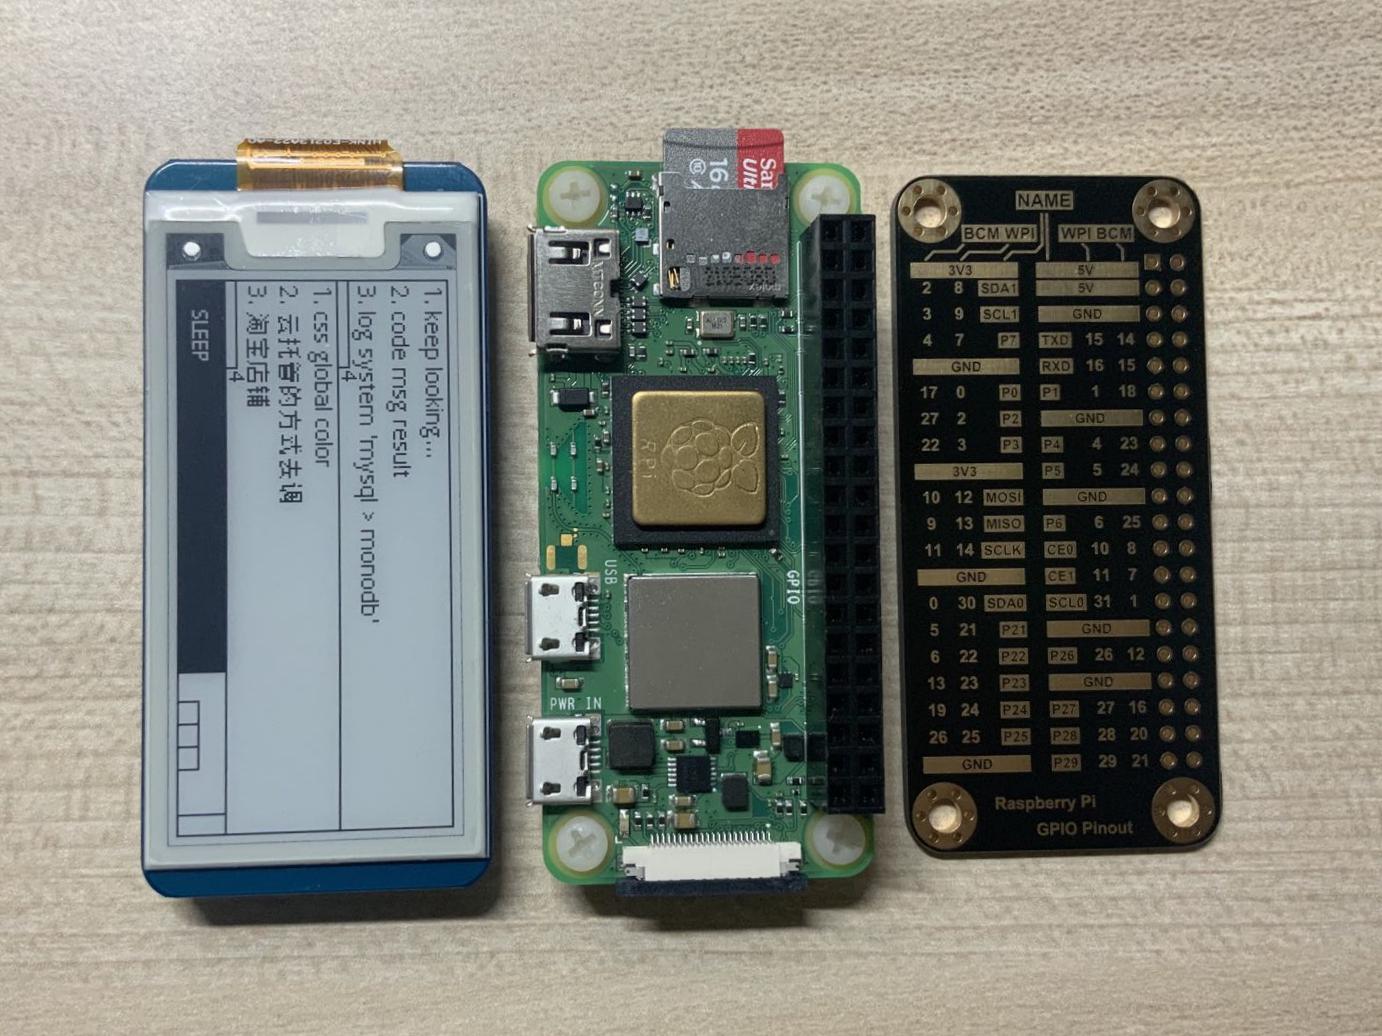 1. keep looking...
2. code msg result
3. log system 'mysql > monodb'
4
1. css global color
2. 云托管的方式去调
3. 淘宝店铺
4
SLEEP
16
Ultr
ATTCONN
molex
RPi
USB
GPIO
PWR IN
NAME
BCM WPI WPI BCM
3V3 5V
2 8 SDA1 5V
3 9 SCL1 GND
4 7 P7 TXD 15 14
GND RXD 16 15
17 0 P0 P1 1 18
27 2 P2 GND
22 3 P3 P4 4 23
3V3 P5 5 24
10 12 MOSI GND
9 13 MISO P6 6 25
11 14 SCLK CE0 10 8
GND CE1 11 7
0 30 SDA0 SCL0 31 1
5 21 P21 GND
6 22 P22 P26 26 12
13 23 P23 GND
19 24 P24 P27 27 16
26 25 P25 P28 28 20
GND P29 29 21
Raspberry Pi
GPIO Pinout